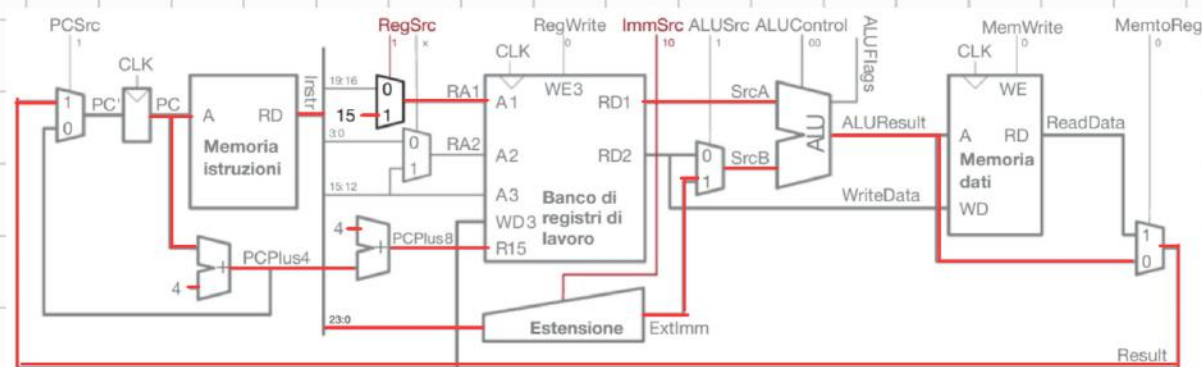 PCSrc
1
CLK
PC'
PC
1
0
A
RD
Memoria
istruzioni
Instr
4
+
PCPlus4
RegSrc
1
x
19:16
15
0
1
3:0
0
1
15:12
RA1
RA2
4
+
PCPlus8
23:0
RegWrite
0
CLK
WE3
A1
RD1
A2
RD2
A3
Banco di
registri di
lavoro
WD3
R15
Estensione
ExtImm
ImmSrc
10
ALUSrc
1
0
1
SrcA
SrcB
ALUControl
00
ALU
ALUFlags
ALUResult
WriteData
MemWrite
0
CLK
WE
A
RD
Memoria
dati
WD
ReadData
MemtoReg
0
1
0
Result